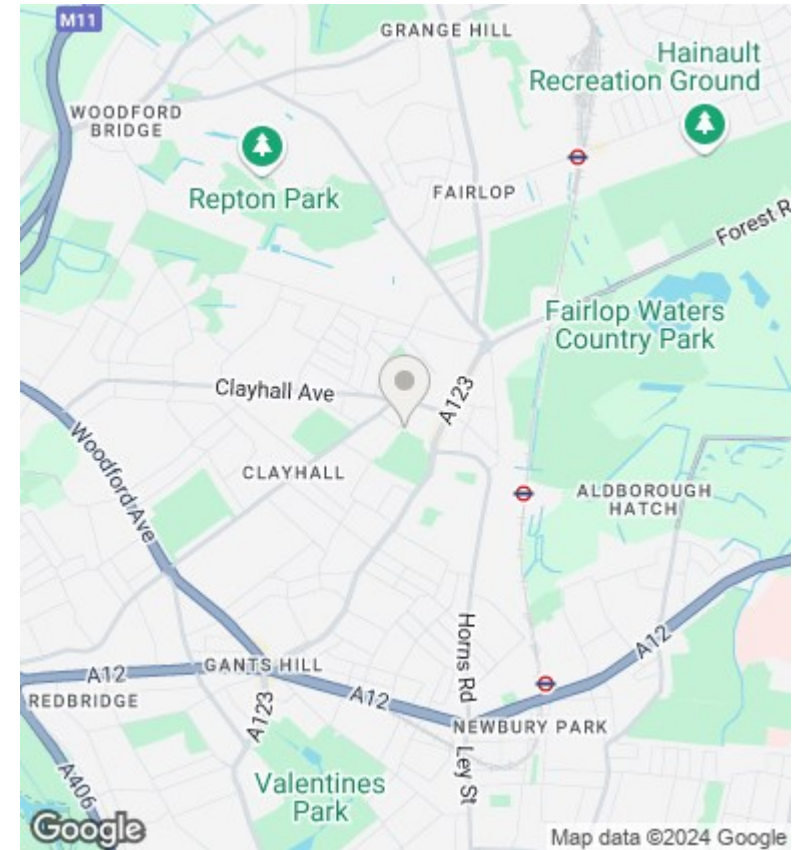 M11
GRANGE HILL
Hainault
Recreation Ground
WOODFORD
BRIDGE
Repton Park
FAIRLOP
Forest R
Fairlop Waters
Country Park
Clayhall Ave
A123
Woodford Ave
CLAYHALL
ALDBOROUGH
HATCH
Horns Rd
A12
A12
GANTS HILL
REDBRIDGE
A123
A12
NEWBURY PARK
Ley St
A406
Valentines
Park
Google
Map data ©2024 Google